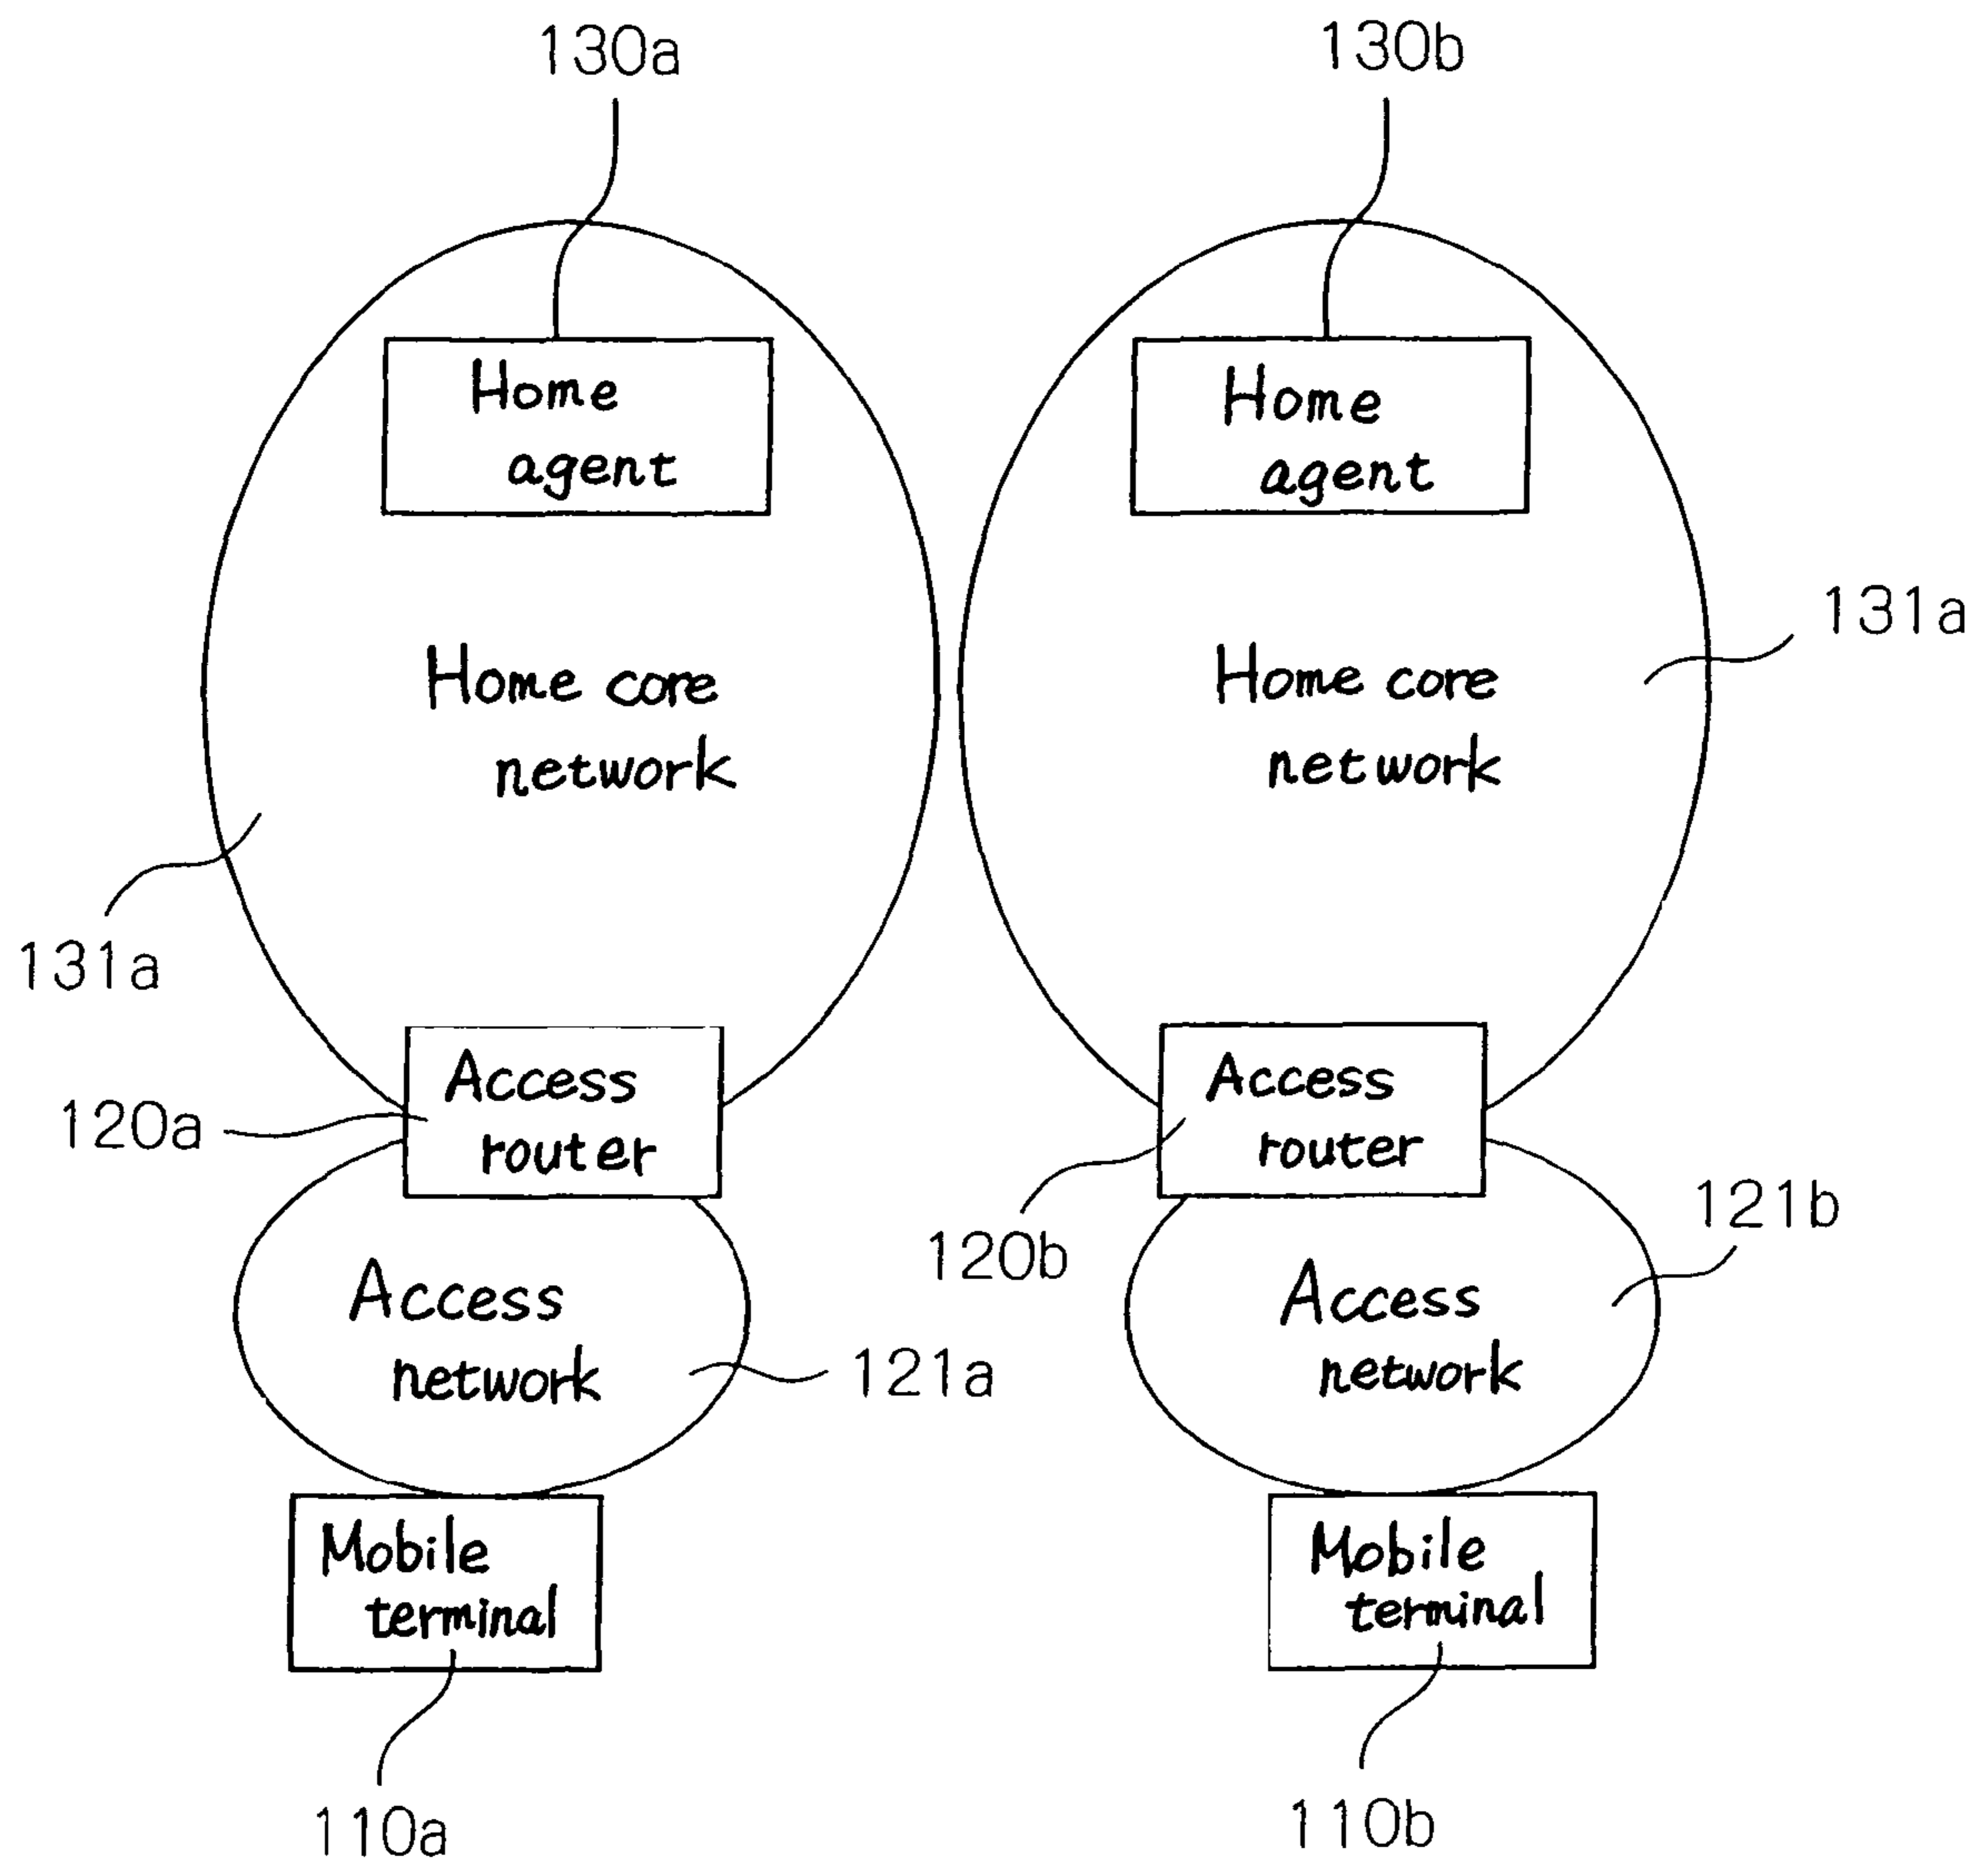 130a
130b
Home
agent
Home
agent
131a
Home core
network
Home core
network
131a
Access
router
Access
router
120a
120b
121b
Access
network
Access
network
121a
Mobile
terminal
Mobile
terminal
110a
110b